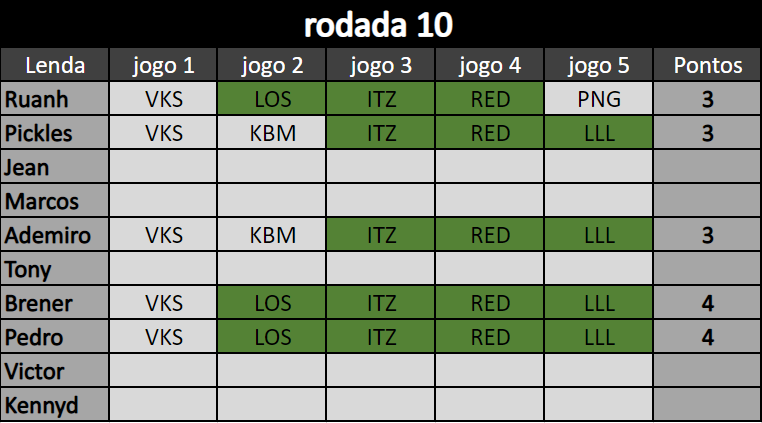 rodada 10
Lenda jogo 1 jogo 2 jogo 3 jogo 4 jogo 5 Pontos
Ruanh VKS LOS ITZ RED PNG 3
Pickles VKS KBM ITZ RED LLL 3
Jean
Marcos
Ademiro VKS KBM ITZ RED LLL 3
Tony
Brener VKS LOS ITZ RED LLL 4
Pedro VKS LOS ITZ RED LLL 4
Victor
Kennyd